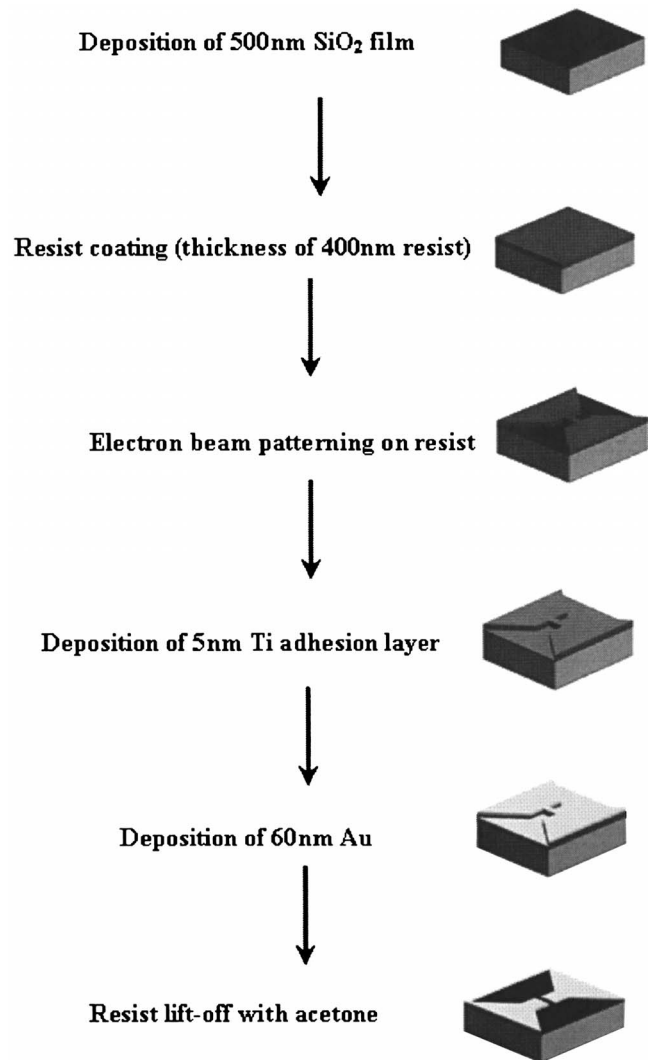 Deposition of 500nm SiO₂ film
Resist coating (thickness of 400nm resist)
Electron beam patterning on resist
Deposition of 5nm Ti adhesion layer
Deposition of 60nm Au
Resist lift-off with acetone